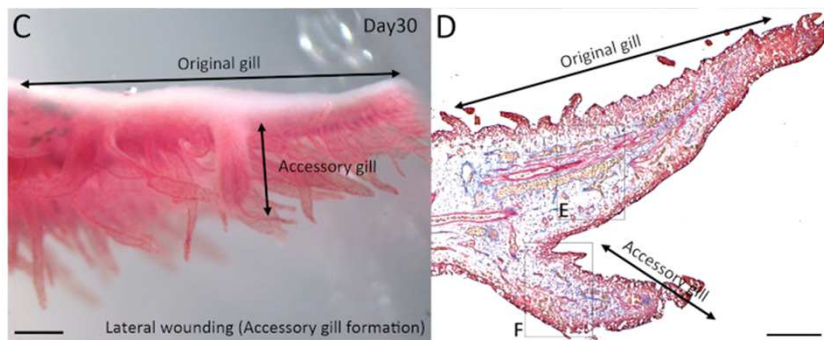 C
Day30
Original gill
Accessory gill
Lateral wounding (Accessory gill formation)
D
Original gill
E
Accessory gill
F